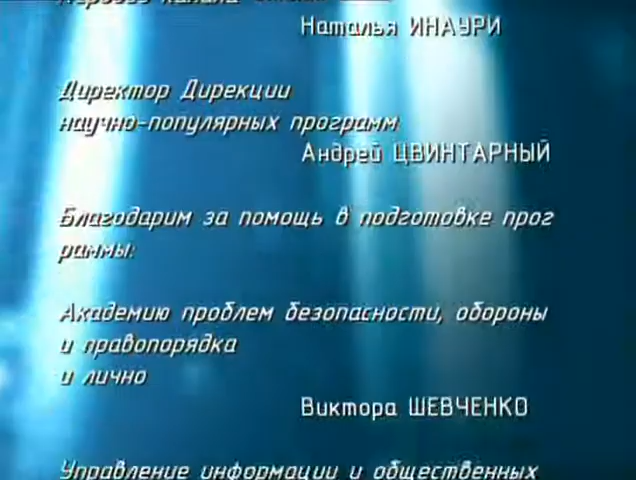 Наталья ИНАУРИ
Директор Дирекции
научно-популярных программ
Андрей ЦВИНТАРНЫЙ
Благодарим за помощь в подготовке прог
раммы:
Академию проблем безопасности, обороны
и правопорядка
и лично
Виктора ШЕВЧЕНКО
Управление информации и общественных